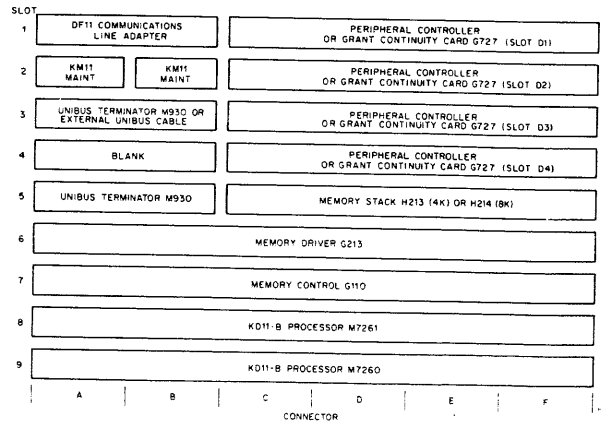 SLOT
1
DF11 COMMUNICATIONS
LINE ADAPTER
PERIPHERAL CONTROLLER
OR GRANT CONTINUITY CARD G727 (SLOT D1)
2
KM11
MAINT
KM11
MAINT
PERIPHERAL CONTROLLER
OR GRANT CONTINUITY CARD G727 (SLOT D2)
3
UNIBUS TERMINATOR M930 OR
EXTERNAL UNIBUS CABLE
PERIPHERAL CONTROLLER
OR GRANT CONTINUITY CARD G727 (SLOT D3)
4
BLANK
PERIPHERAL CONTROLLER
OR GRANT CONTINUITY CARD G727 (SLOT D4)
5
UNIBUS TERMINATOR M930
MEMORY STACK H213 (4K) OR H214 (8K)
6
MEMORY DRIVER G213
7
MEMORY CONTROL G110
8
KD11-B PROCESSOR M7261
9
KD11-B PROCESSOR M7260
A B C D E F
CONNECTOR